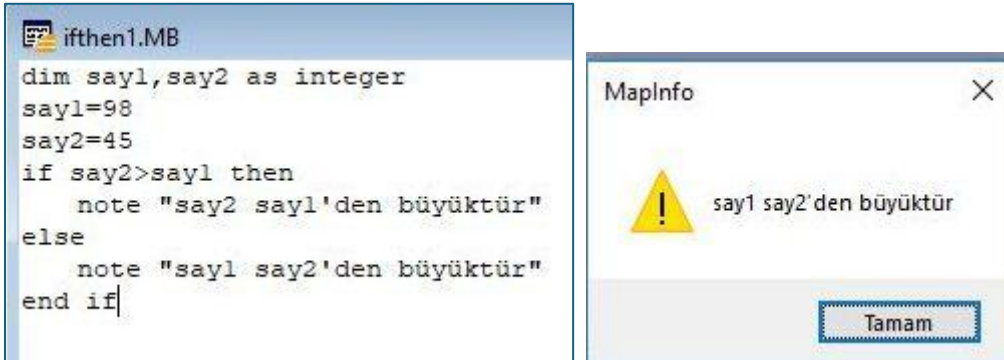 ifthen1.MB
dim say1,say2 as integer
say1=98
say2=45
if say2>say1 then
note "say2 say1'den büyüktür"
else
note "say1 say2'den büyüktür"
end if
MapInfo
say1 say2'den büyüktür
Tamam